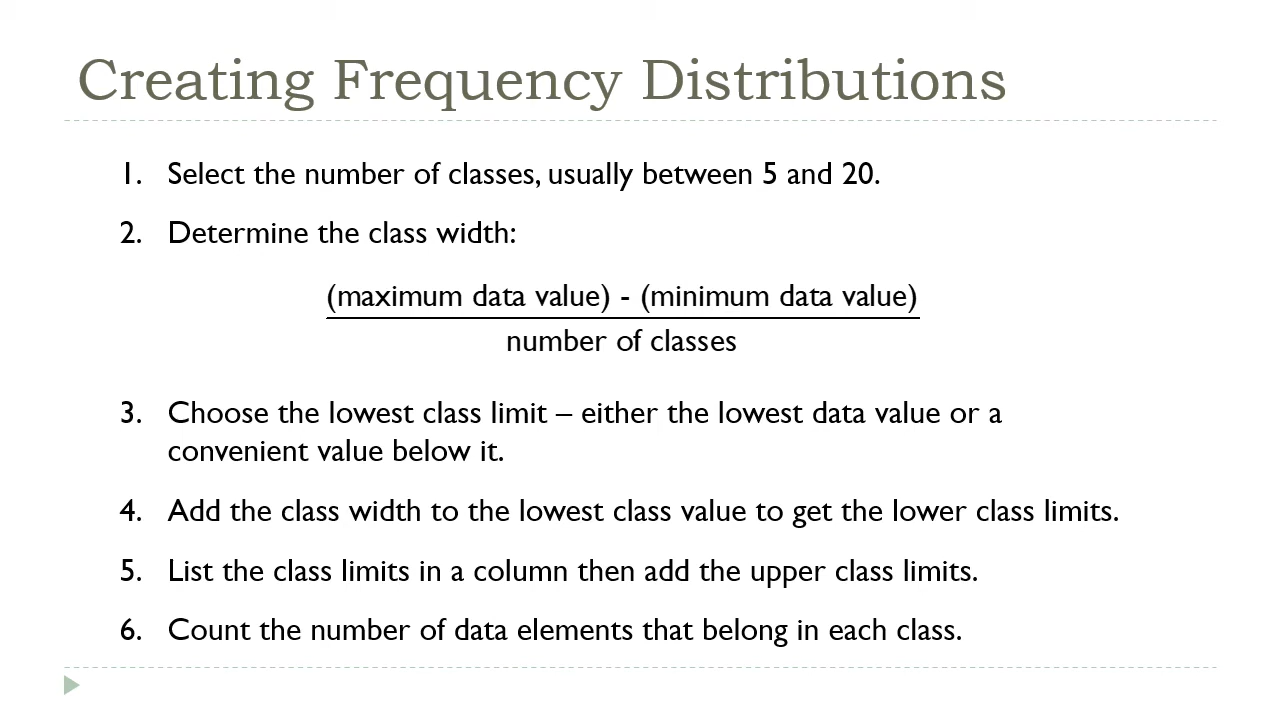 Creating Frequency Distributions
1. Select the number of classes, usually between 5 and 20.
2. Determine the class width:
(maximum data value) - (minimum data value)
number of classes
3. Choose the lowest class limit – either the lowest data value or a
convenient value below it.
4. Add the class width to the lowest class value to get the lower class limits.
5. List the class limits in a column then add the upper class limits.
6. Count the number of data elements that belong in each class.